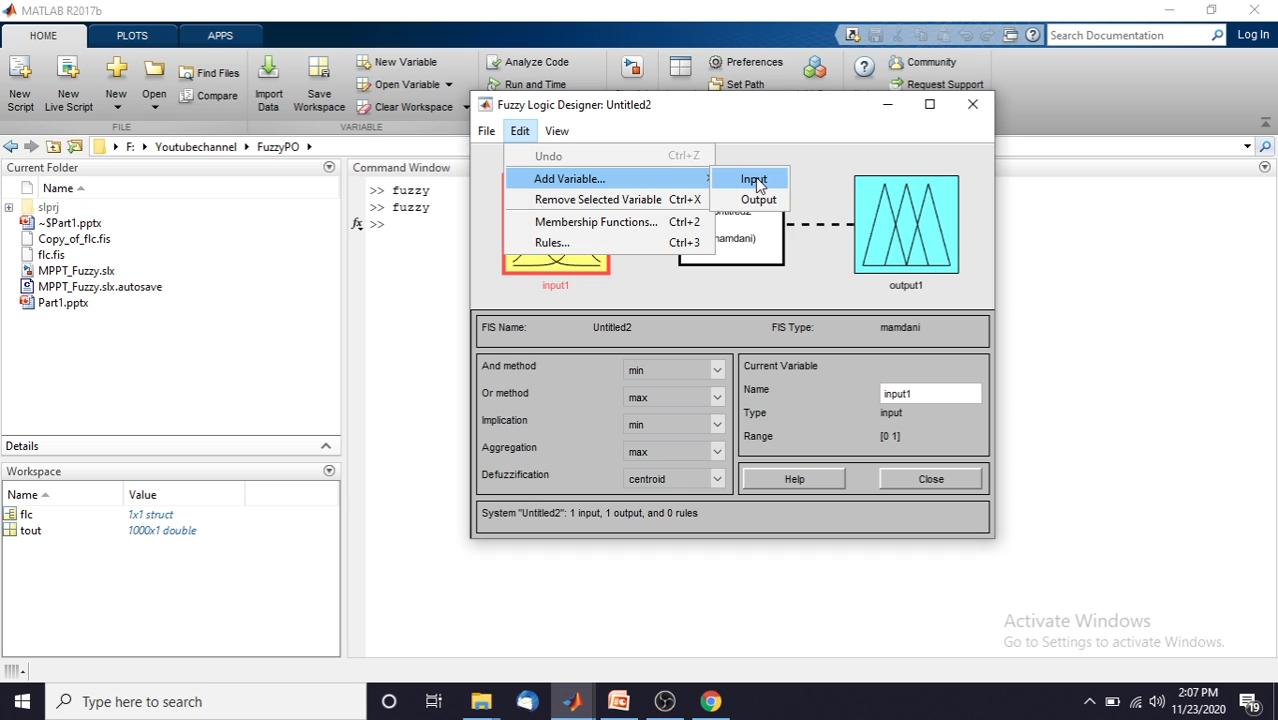 MATLAB R2017b
HOME PLOTS APPS
Search Documentation Log In
New Script
New Live Script
New
Open
Find Files
Compare
Import Data
Save Workspace
New Variable
Open Variable
Clear Workspace
Analyze Code
Run and Time
Preferences
Set Path
Community
Request Support
FILE VARIABLE
F: Youtubechannel FuzzyPO
Current Folder
Name
slprj
~$Part1.pptx
Copy_of_flc.fis
flc.fis
MPPT_Fuzzy.slx
MPPT_Fuzzy.slx.autosave
Part1.pptx
Details
Workspace
Name Value
flc 1x1 struct
tout 1000x1 double
Command Window
>> fuzzy
>> fuzzy
fx >>
Fuzzy Logic Designer: Untitled2
File Edit View
Undo Ctrl+Z
Add Variable...
Remove Selected Variable Ctrl+X
Membership Functions... Ctrl+2
Rules... Ctrl+3
Input
Output
(mamdani)
input1
output1
FIS Name: Untitled2 FIS Type: mamdani
And method min
Or method max
Implication min
Aggregation max
Defuzzification centroid
Current Variable
Name input1
Type input
Range [0 1]
Help Close
System "Untitled2": 1 input, 1 output, and 0 rules
Activate Windows
Go to Settings to activate Windows.
Type here to search
2:07 PM
11/23/2020
19